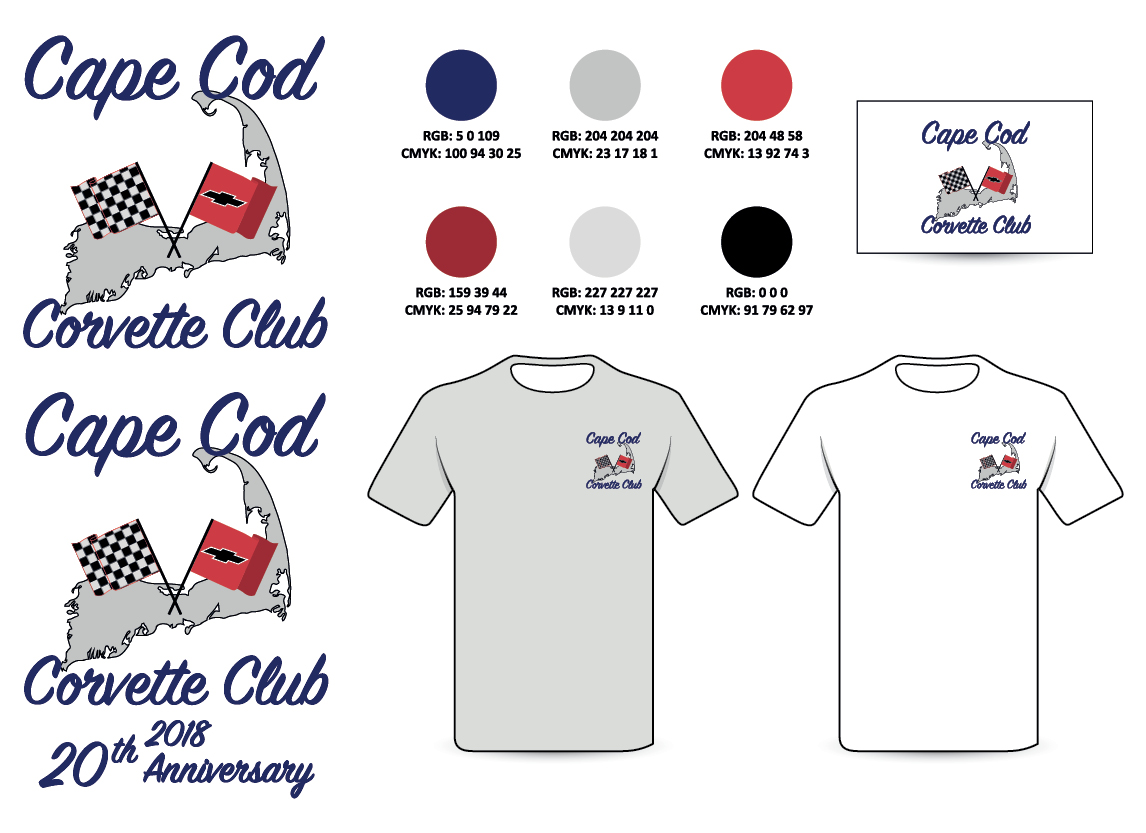 Cape Cod
Corvette Club
Cape Cod
Corvette Club
20th 2018
Anniversary
RGB: 5 0 109
CMYK: 100 94 30 25
RGB: 204 204 204
CMYK: 23 17 18 1
RGB: 204 48 58
CMYK: 13 92 74 3
RGB: 159 39 44
CMYK: 25 94 79 22
RGB: 227 227 227
CMYK: 13 9 11 0
RGB: 0 0 0
CMYK: 91 79 62 97
Cape Cod
Corvette Club
Cape Cod
Corvette Club
Cape Cod
Corvette Club